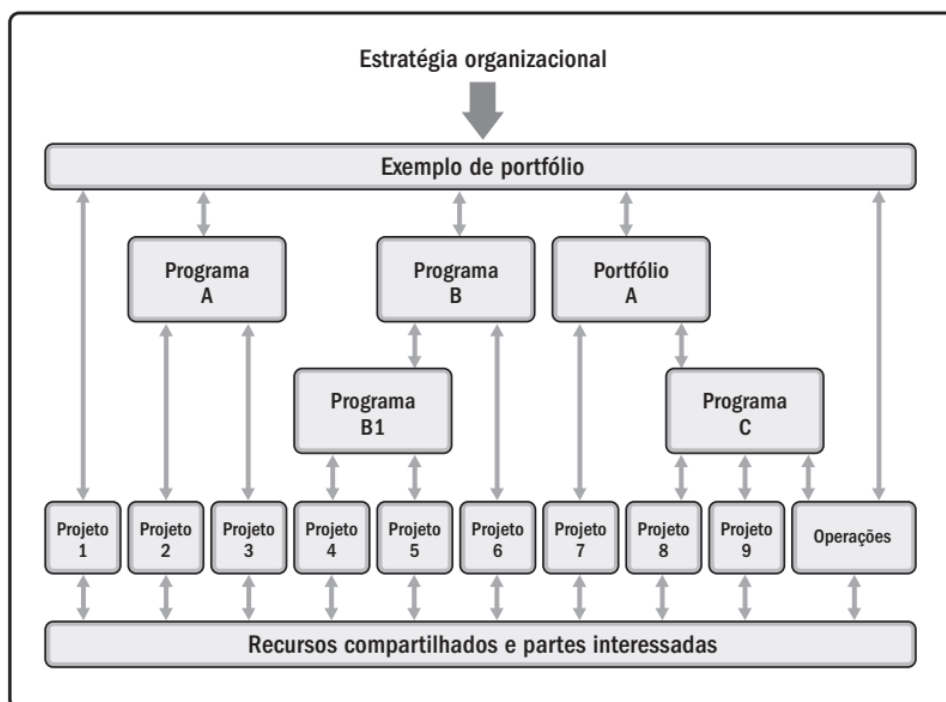 Estratégia organizacional
Exemplo de portfólio
Programa
A
Programa
B
Portfólio
A
Programa
B1
Programa
C
Projeto
1
Projeto
2
Projeto
3
Projeto
4
Projeto
5
Projeto
6
Projeto
7
Projeto
8
Projeto
9
Operações
Recursos compartilhados e partes interessadas